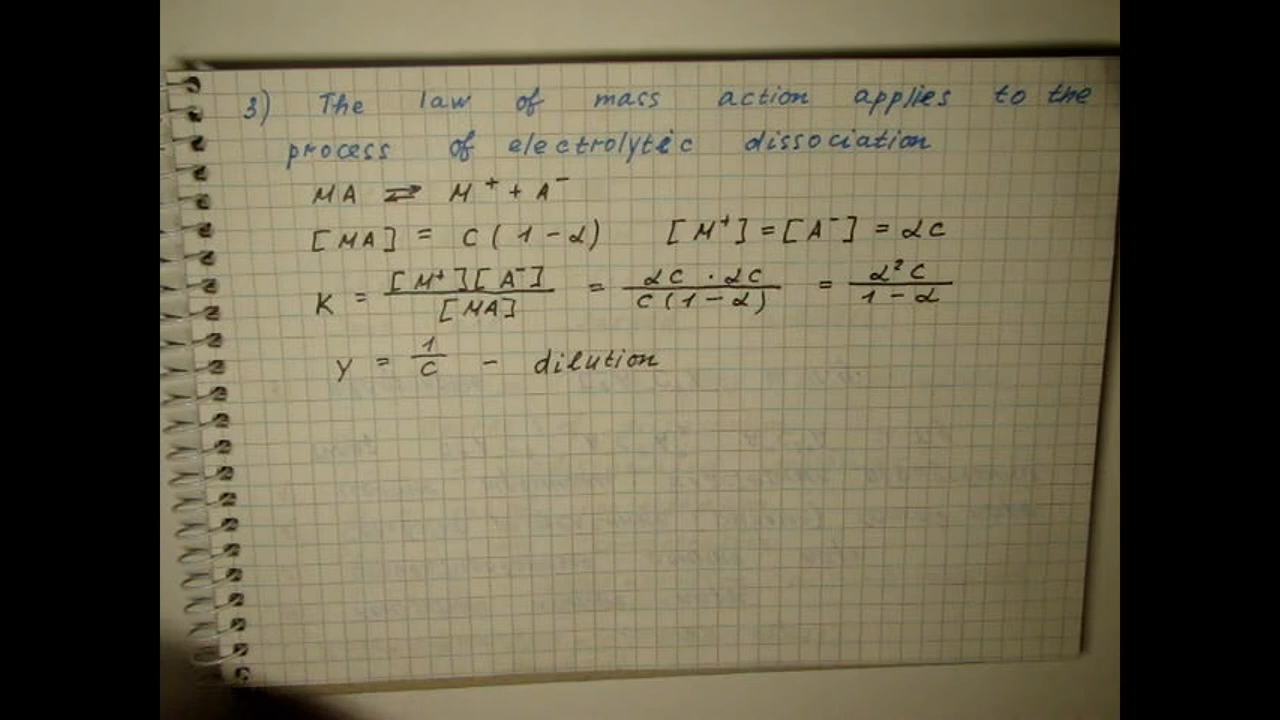 3) The law of mass action applies to the
process of electrolytic dissociation
MA ⇄ M⁺ + A⁻
[MA] = C(1 - α)   [M⁺] = [A⁻] = αC
K = [M⁺][A⁻] / [MA] = αC · αC / C(1 - α) = α²C / 1 - α
Y = 1/C - dilution